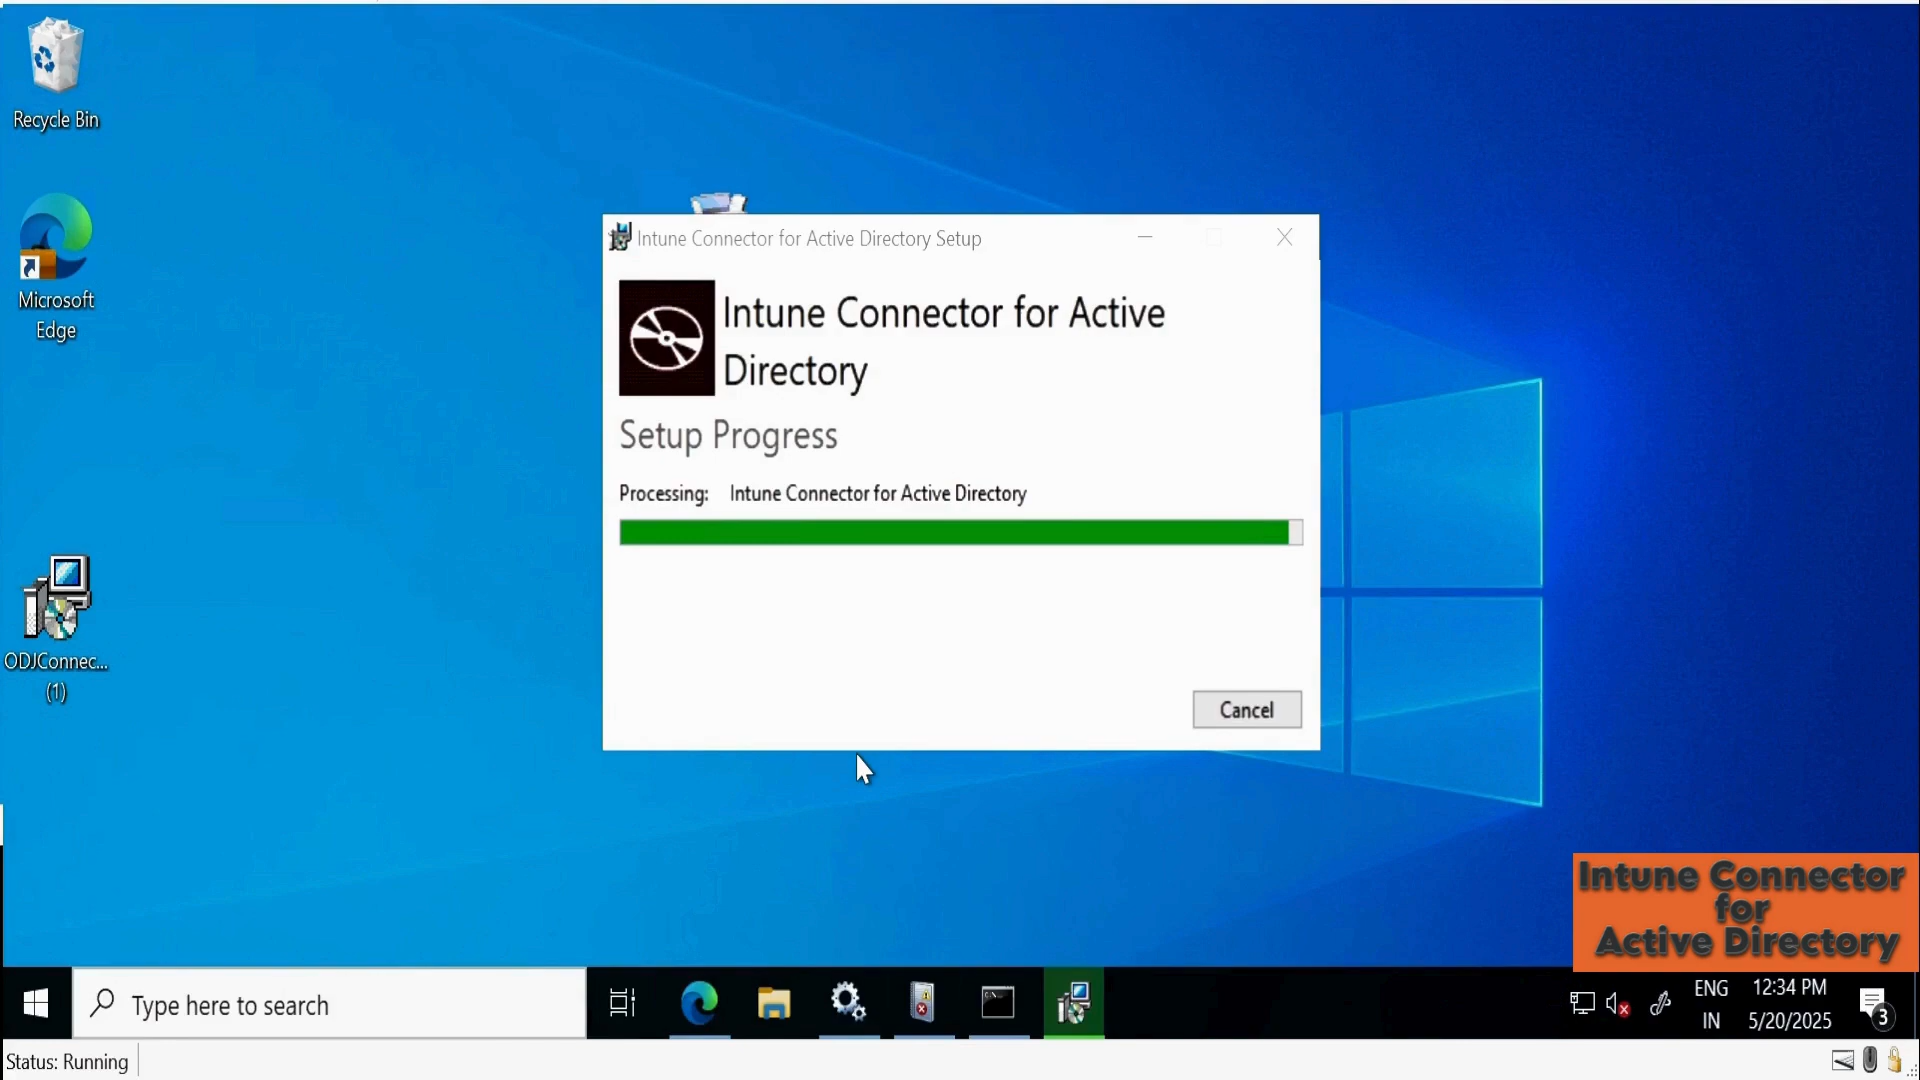 Recycle Bin
Microsoft
Edge
ODJConnec...
(1)
Intune Connector for Active Directory Setup
Intune Connector for Active
Directory
Setup Progress
Processing: Intune Connector for Active Directory
Cancel
Intune Connector
for
Active Directory
Type here to search
ENG
IN
12:34 PM
5/20/2025
3
Status: Running